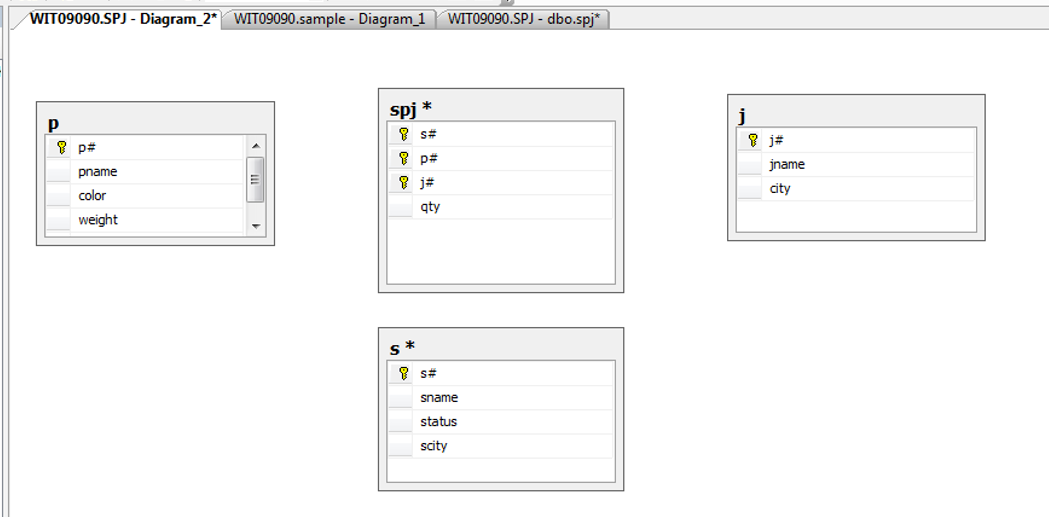 WIT09090.SPJ - Diagram_2*
WIT09090.sample - Diagram_1
WIT09090.SPJ - dbo.spj*
p
p#
pname
color
weight
spj *
s#
p#
j#
qty
j
j#
jname
city
s *
s#
sname
status
scity